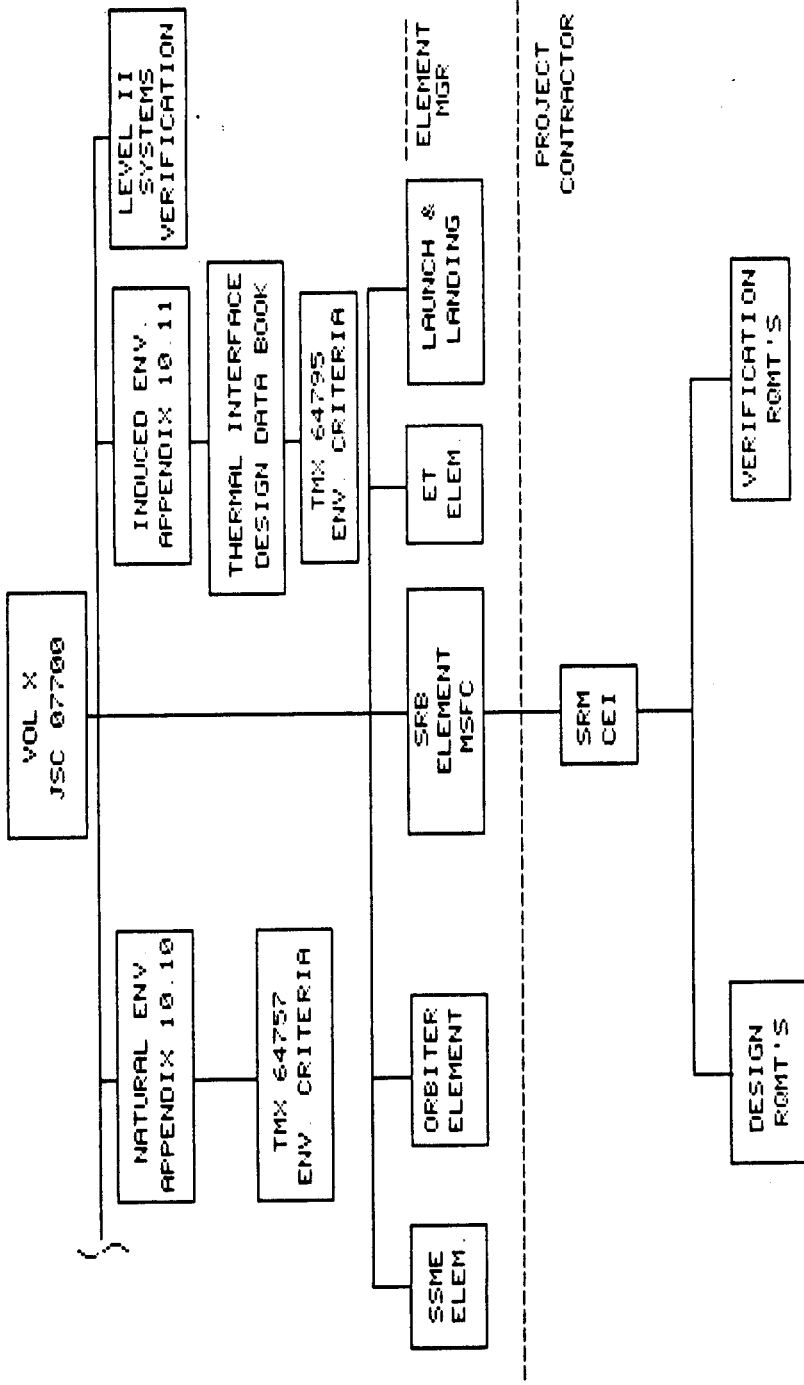 VOL X
JSC 07700
NATURAL ENV.
APPENDIX 10.10
INDUCED ENV.
APPENDIX 10.11
LEVEL II
SYSTEMS
VERIFICATION
TMX 64757
ENV. CRITERIA
THERMAL INTERFACE
DESIGN DATA BOOK
TMX 64795
ENV. CRITERIA
SSME
ELEM.
ORBITER
ELEMENT
SRB
ELEMENT
MSFC
ET
ELEM.
LAUNCH &
LANDING
ELEMENT
MGR
PROJECT
CONTRACTOR
SRM
CEI
DESIGN
RQMT'S
VERIFICATION
RQMT'S